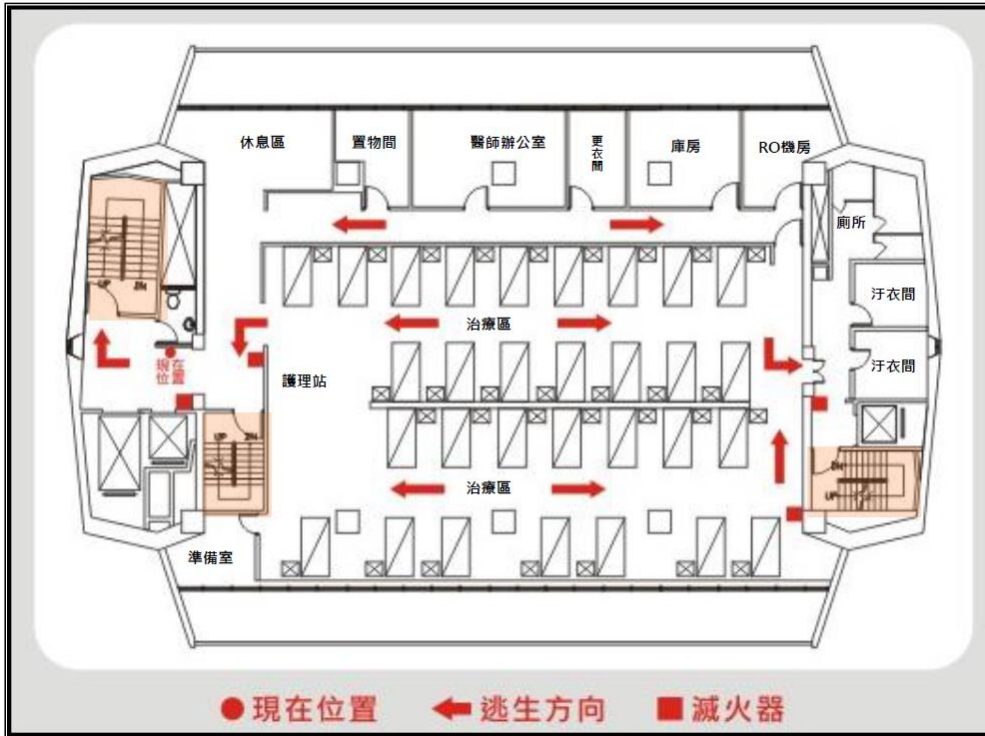 休息區
置物間
醫師辦公室
更衣間
庫房
RO機房
廁所
治療區
汙衣間
UP
DN
現在
位置
護理站
汙衣間
UP
DN
DN
UP
治療區
準備室
現在位置
逃生方向
滅火器